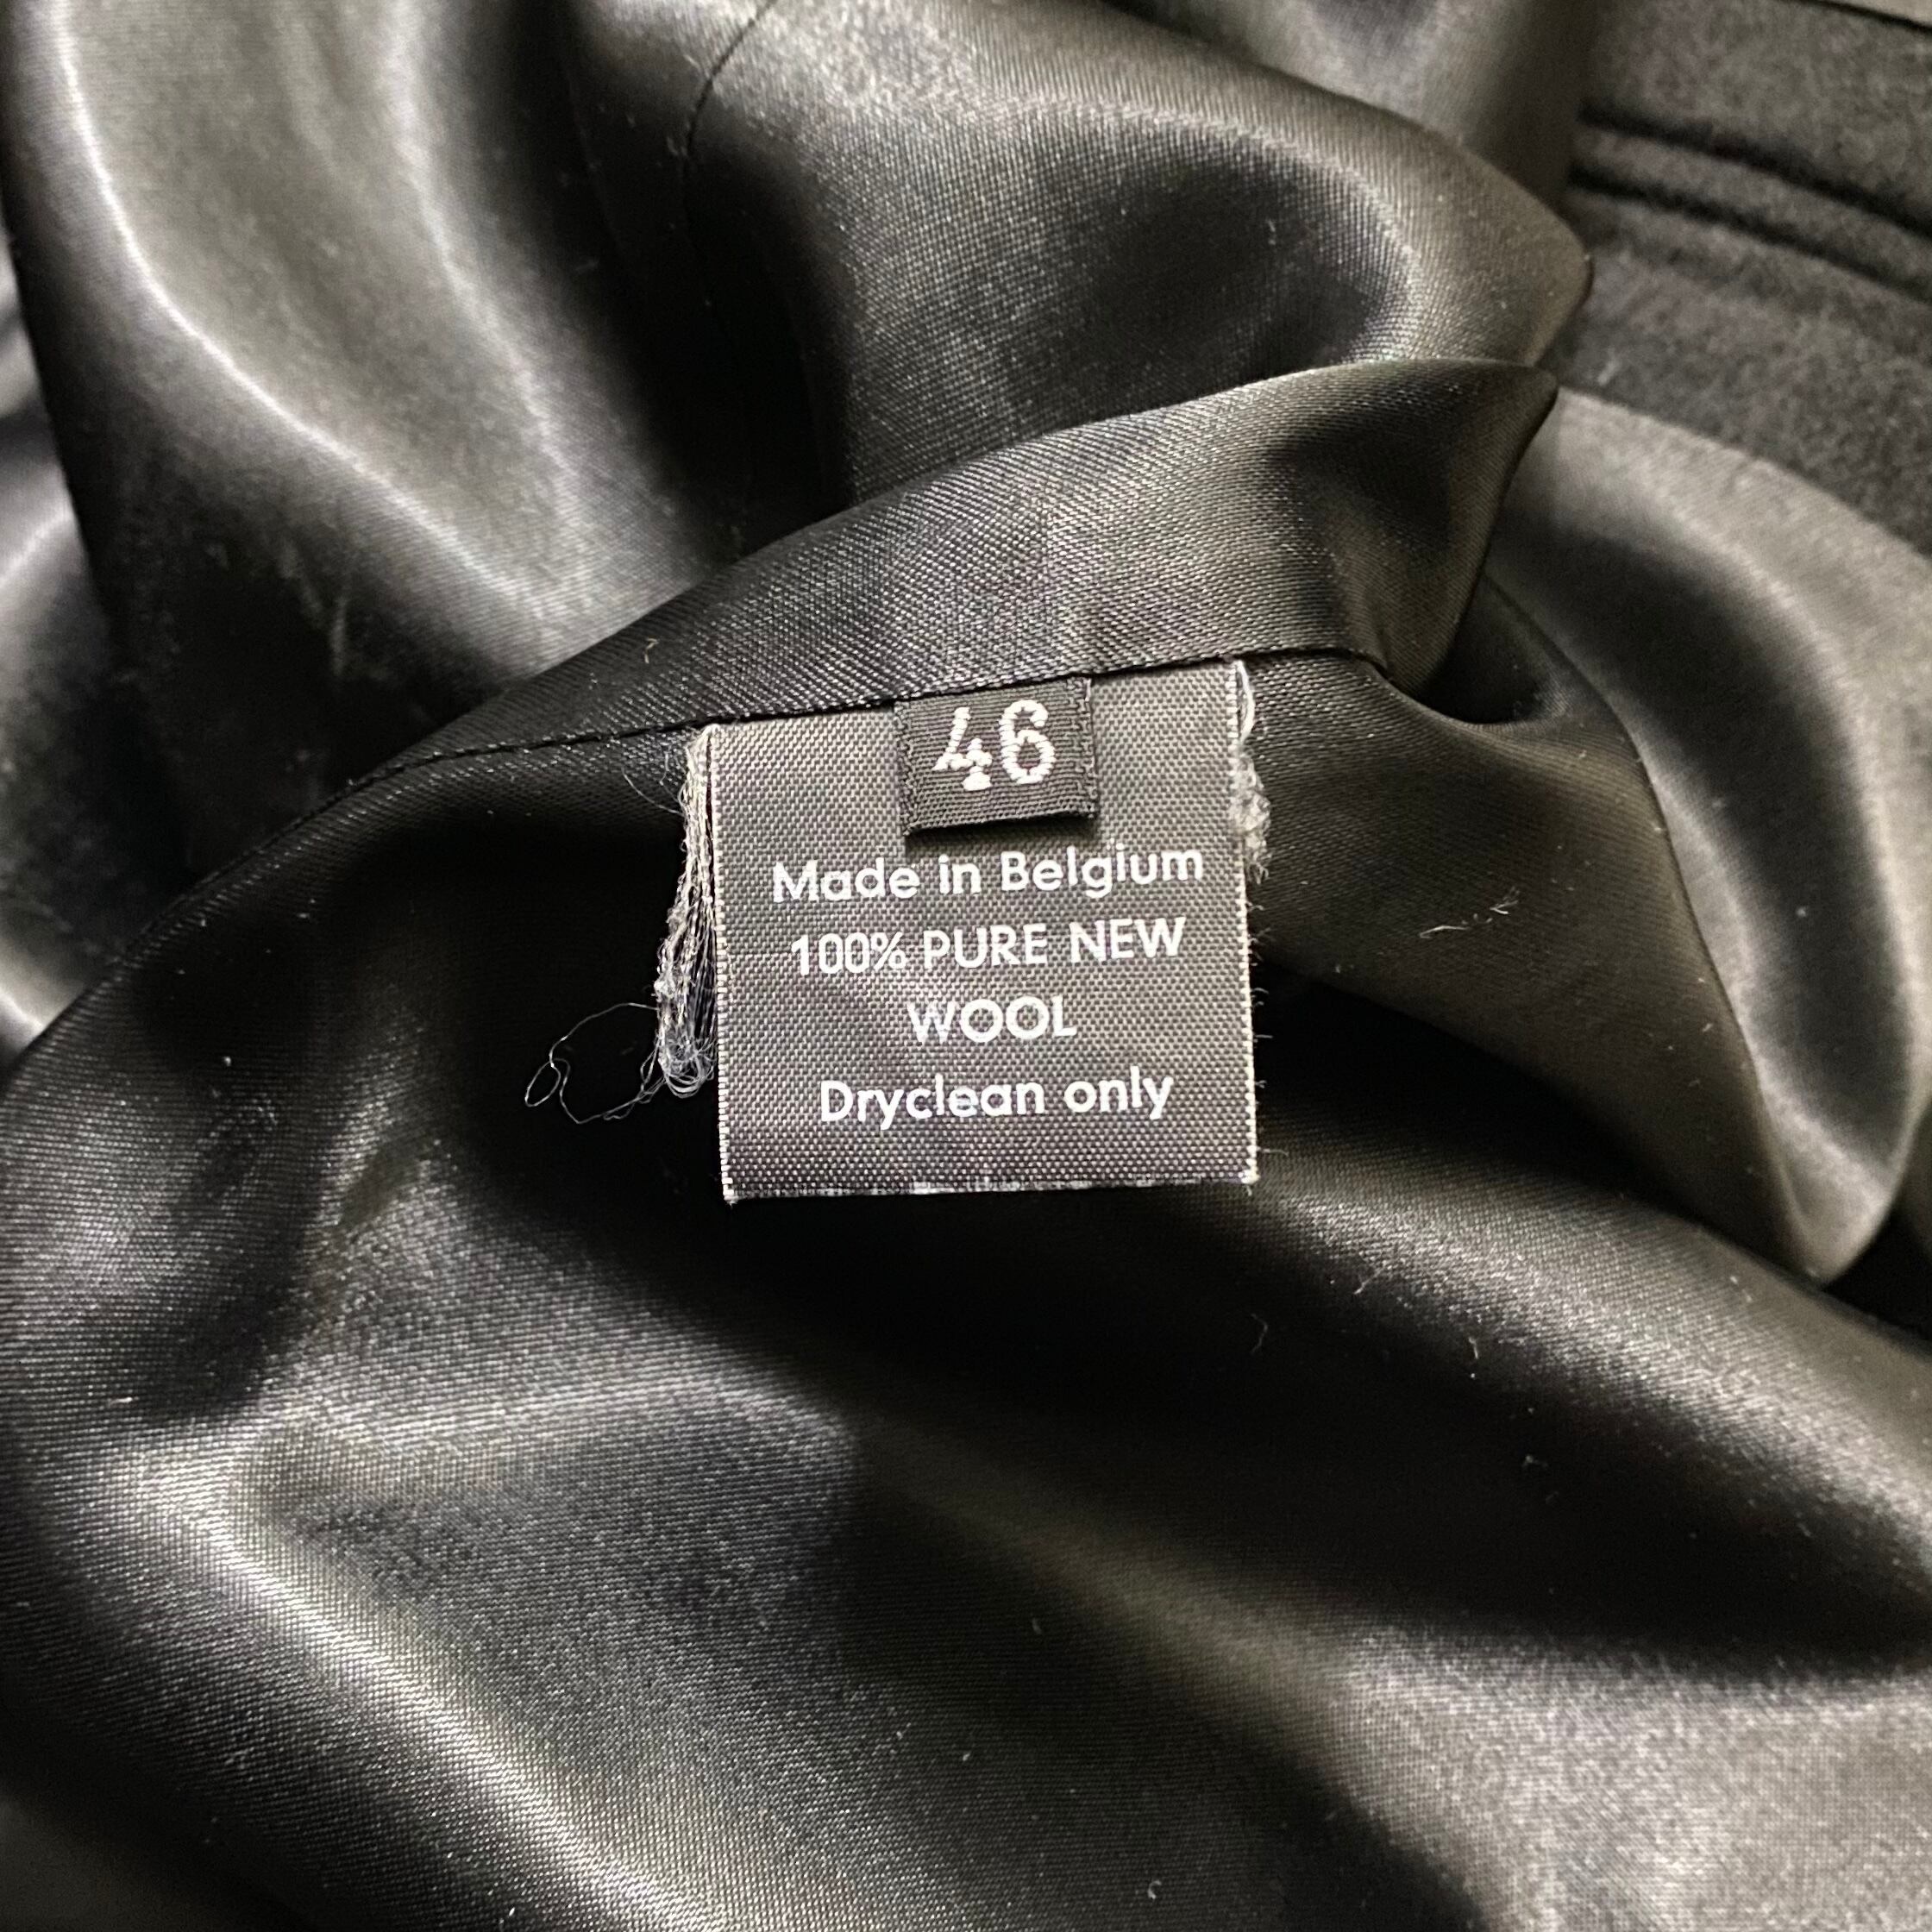 46
Made in Belgium
100% PURE NEW
WOOL
Dryclean only